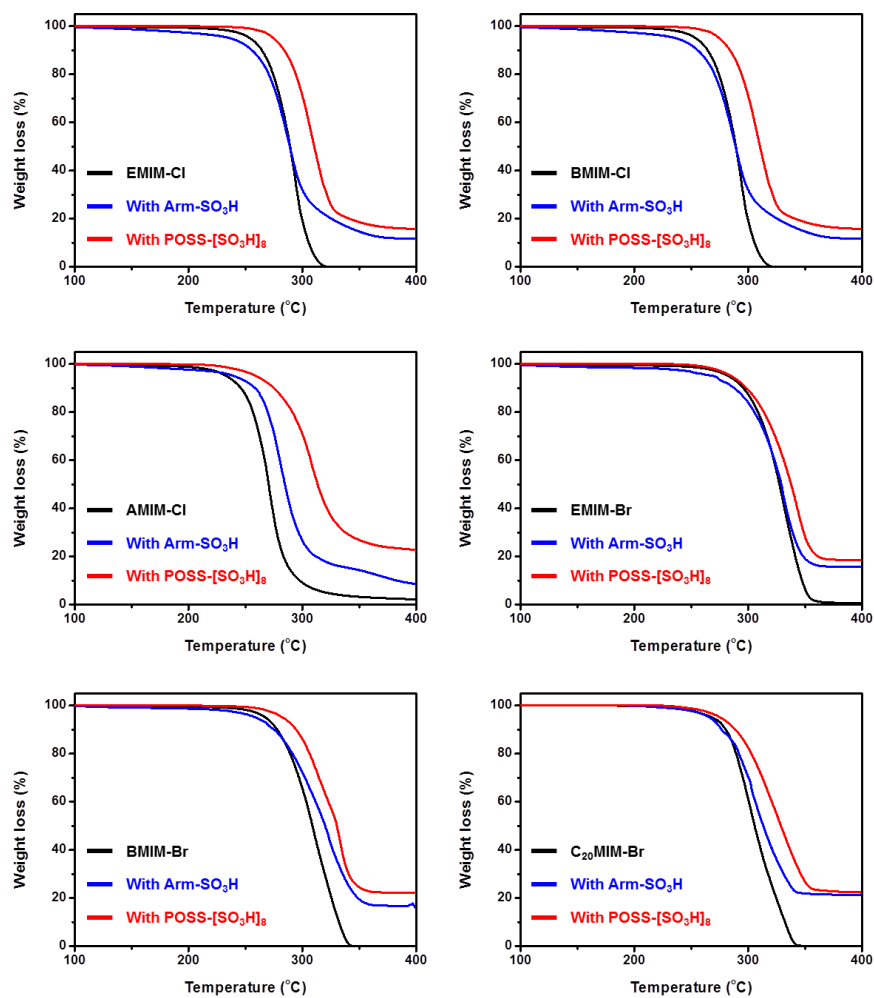 Weight loss (%)
100
80
60
40
20
0
EMIM-Cl
With Arm-SO₃H
With POSS-[SO₃H]₈
100
200
300
400
Temperature (°C)
Weight loss (%)
100
80
60
40
20
0
BMIM-Cl
With Arm-SO₃H
With POSS-[SO₃H]₈
100
200
300
400
Temperature (°C)
Weight loss (%)
100
80
60
40
20
0
AMIM-Cl
With Arm-SO₃H
With POSS-[SO₃H]₈
100
200
300
400
Temperature (°C)
Weight loss (%)
100
80
60
40
20
0
EMIM-Br
With Arm-SO₃H
With POSS-[SO₃H]₈
100
200
300
400
Temperature (°C)
Weight loss (%)
100
80
60
40
20
0
BMIM-Br
With Arm-SO₃H
With POSS-[SO₃H]₈
100
200
300
400
Temperature (°C)
Weight loss (%)
100
80
60
40
20
0
C₂₀MIM-Br
With Arm-SO₃H
With POSS-[SO₃H]₈
100
200
300
400
Temperature (°C)